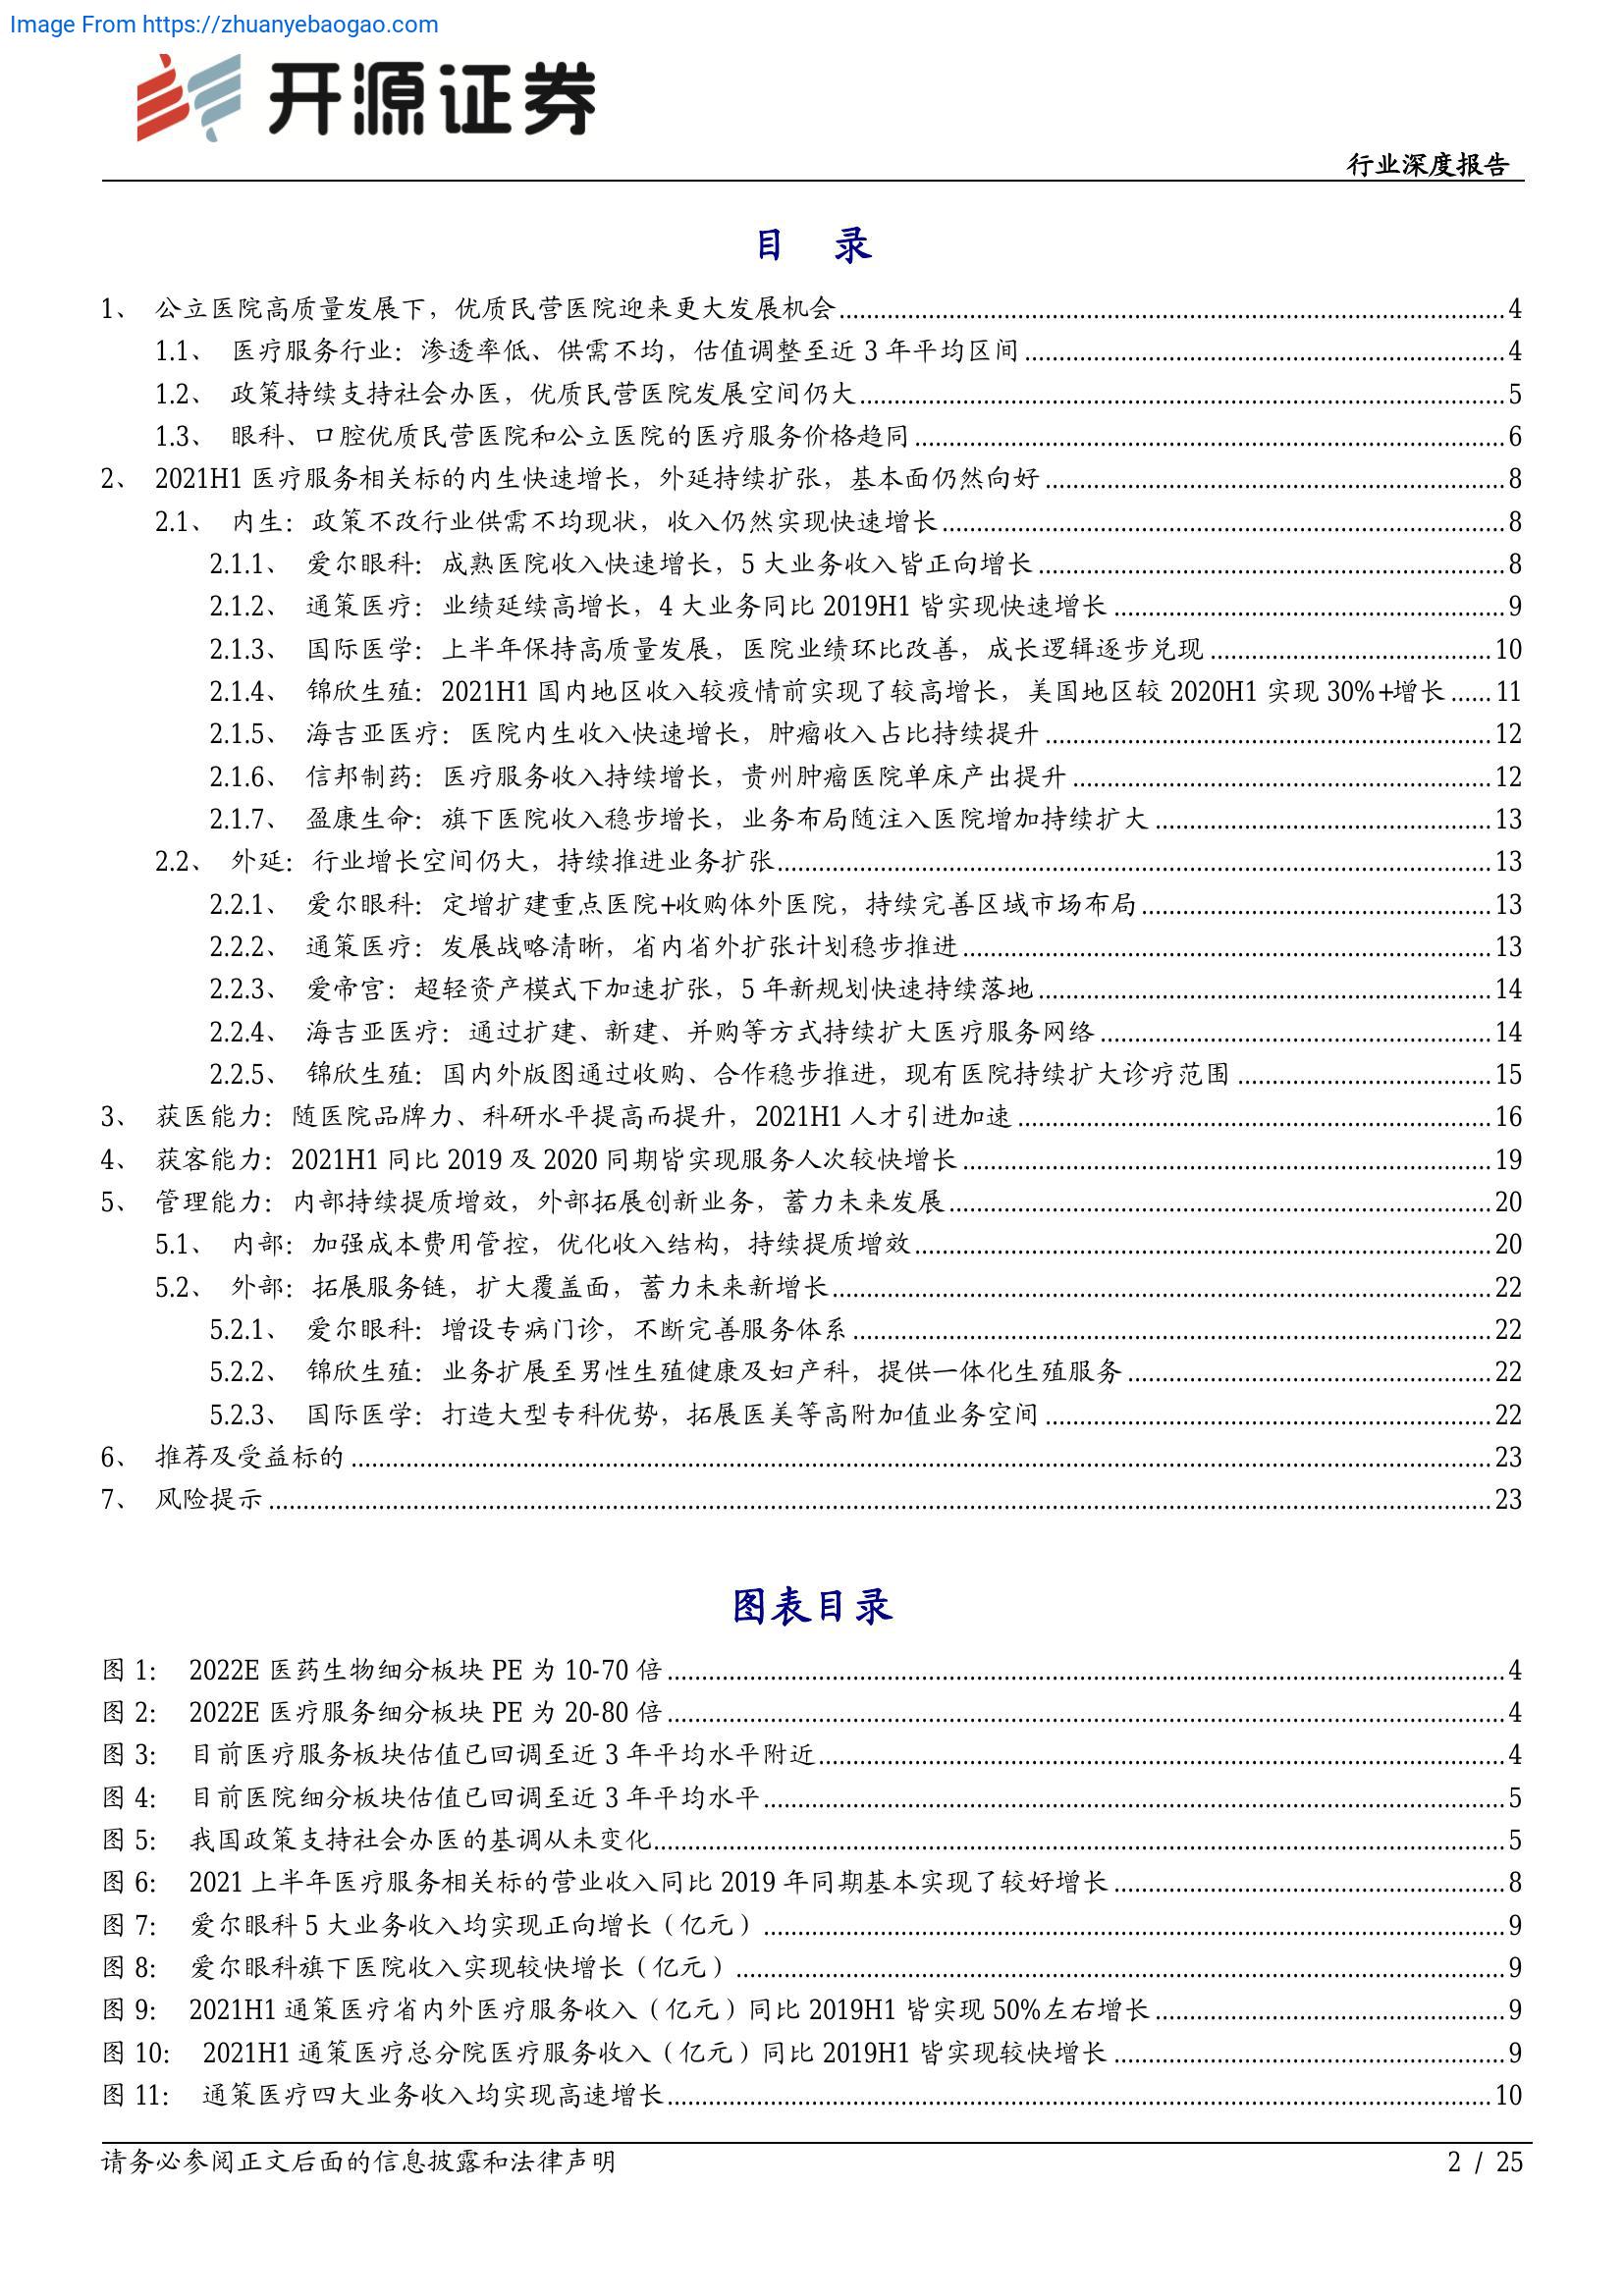 Image From https://zhuanyebaogao.com
开源证券
行业深度报告
目 录
1、 公立医院高质量发展下，优质民营医院迎来更大发展机会 4
1.1、 医疗服务行业：渗透率低、供需不均，估值调整至近 3 年平均区间 4
1.2、 政策持续支持社会办医，优质民营医院发展空间仍大 5
1.3、 眼科、口腔优质民营医院和公立医院的医疗服务价格趋同 6
2、 2021H1 医疗服务相关标的内生快速增长，外延持续扩张，基本面仍然向好 8
2.1、 内生：政策不改行业供需不均现状，收入仍然实现快速增长 8
2.1.1、 爱尔眼科：成熟医院收入快速增长，5 大业务收入皆正向增长 8
2.1.2、 通策医疗：业绩延续高增长，4 大业务同比 2019H1 皆实现快速增长 9
2.1.3、 国际医学：上半年保持高质量发展，医院业绩环比改善，成长逻辑逐步兑现 10
2.1.4、 锦欣生殖：2021H1 国内地区收入较疫情前实现了较高增长，美国地区较 2020H1 实现 30%+增长 11
2.1.5、 海吉亚医疗：医院内生收入快速增长，肿瘤收入占比持续提升 12
2.1.6、 信邦制药：医疗服务收入持续增长，贵州肿瘤医院单床产出提升 12
2.1.7、 盈康生命：旗下医院收入稳步增长，业务布局随注入医院增加持续扩大 13
2.2、 外延：行业增长空间仍大，持续推进业务扩张 13
2.2.1、 爱尔眼科：定增扩建重点医院+收购体外医院，持续完善区域市场布局 13
2.2.2、 通策医疗：发展战略清晰，省内省外扩张计划稳步推进 13
2.2.3、 爱帝宫：超轻资产模式下加速扩张，5 年新规划快速持续落地 14
2.2.4、 海吉亚医疗：通过扩建、新建、并购等方式持续扩大医疗服务网络 14
2.2.5、 锦欣生殖：国内外版图通过收购、合作稳步推进，现有医院持续扩大诊疗范围 15
3、 获医能力：随医院品牌力、科研水平提高而提升，2021H1 人才引进加速 16
4、 获客能力：2021H1 同比 2019 及 2020 同期皆实现服务人次较快增长 19
5、 管理能力：内部持续提质增效，外部拓展创新业务，蓄力未来发展 20
5.1、 内部：加强成本费用管控，优化收入结构，持续提质增效 20
5.2、 外部：拓展服务链，扩大覆盖面，蓄力未来新增长 22
5.2.1、 爱尔眼科：增设专病门诊，不断完善服务体系 22
5.2.2、 锦欣生殖：业务扩展至男性生殖健康及妇产科，提供一体化生殖服务 22
5.2.3、 国际医学：打造大型专科优势，拓展医美等高附加值业务空间 22
6、 推荐及受益标的 23
7、 风险提示 23
图表目录
图 1： 2022E 医药生物细分板块 PE 为 10-70 倍 4
图 2： 2022E 医疗服务细分板块 PE 为 20-80 倍 4
图 3： 目前医疗服务板块估值已回调至近 3 年平均水平附近 4
图 4： 目前医院细分板块估值已回调至近 3 年平均水平 5
图 5： 我国政策支持社会办医的基调从未变化 5
图 6： 2021 上半年医疗服务相关标的营业收入同比 2019 年同期基本实现了较好增长 8
图 7： 爱尔眼科 5 大业务收入均实现正向增长（亿元） 9
图 8： 爱尔眼科旗下医院收入实现较快增长（亿元） 9
图 9： 2021H1 通策医疗省内外医疗服务收入（亿元）同比 2019H1 皆实现 50%左右增长 9
图 10： 2021H1 通策医疗总分院医疗服务收入（亿元）同比 2019H1 皆实现较快增长 9
图 11： 通策医疗四大业务收入均实现高速增长 10
请务必参阅正文后面的信息披露和法律声明 2 / 25